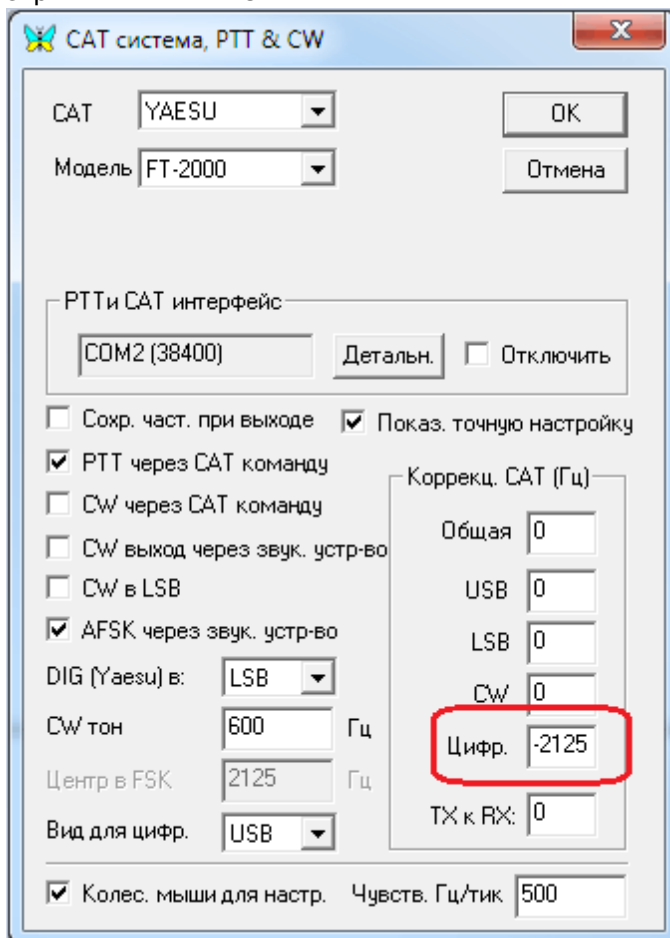 CAT система, PTT & CW
CAT YAESU OK
Модель FT-2000 Отмена
PTTи CAT интерфейс
COM2 (38400) Детальн. Отключить
Сохр. част. при выходе Показ. точную настройку
PTT через CAT команду
Коррекц. CAT (Гц)
CW через CAT команду
Общая 0
CW выход через звук. устр-во
CW в LSB
USB 0
AFSK через звук. устр-во
LSB 0
DIG (Yaesu) в: LSB
CW 0
CW тон 600 Гц
Цифр. -2125
Центр в FSK 2125 Гц
TX к RX: 0
Вид для цифр. USB
Колес. мыши для настр. Чувств. Гц/тик 500